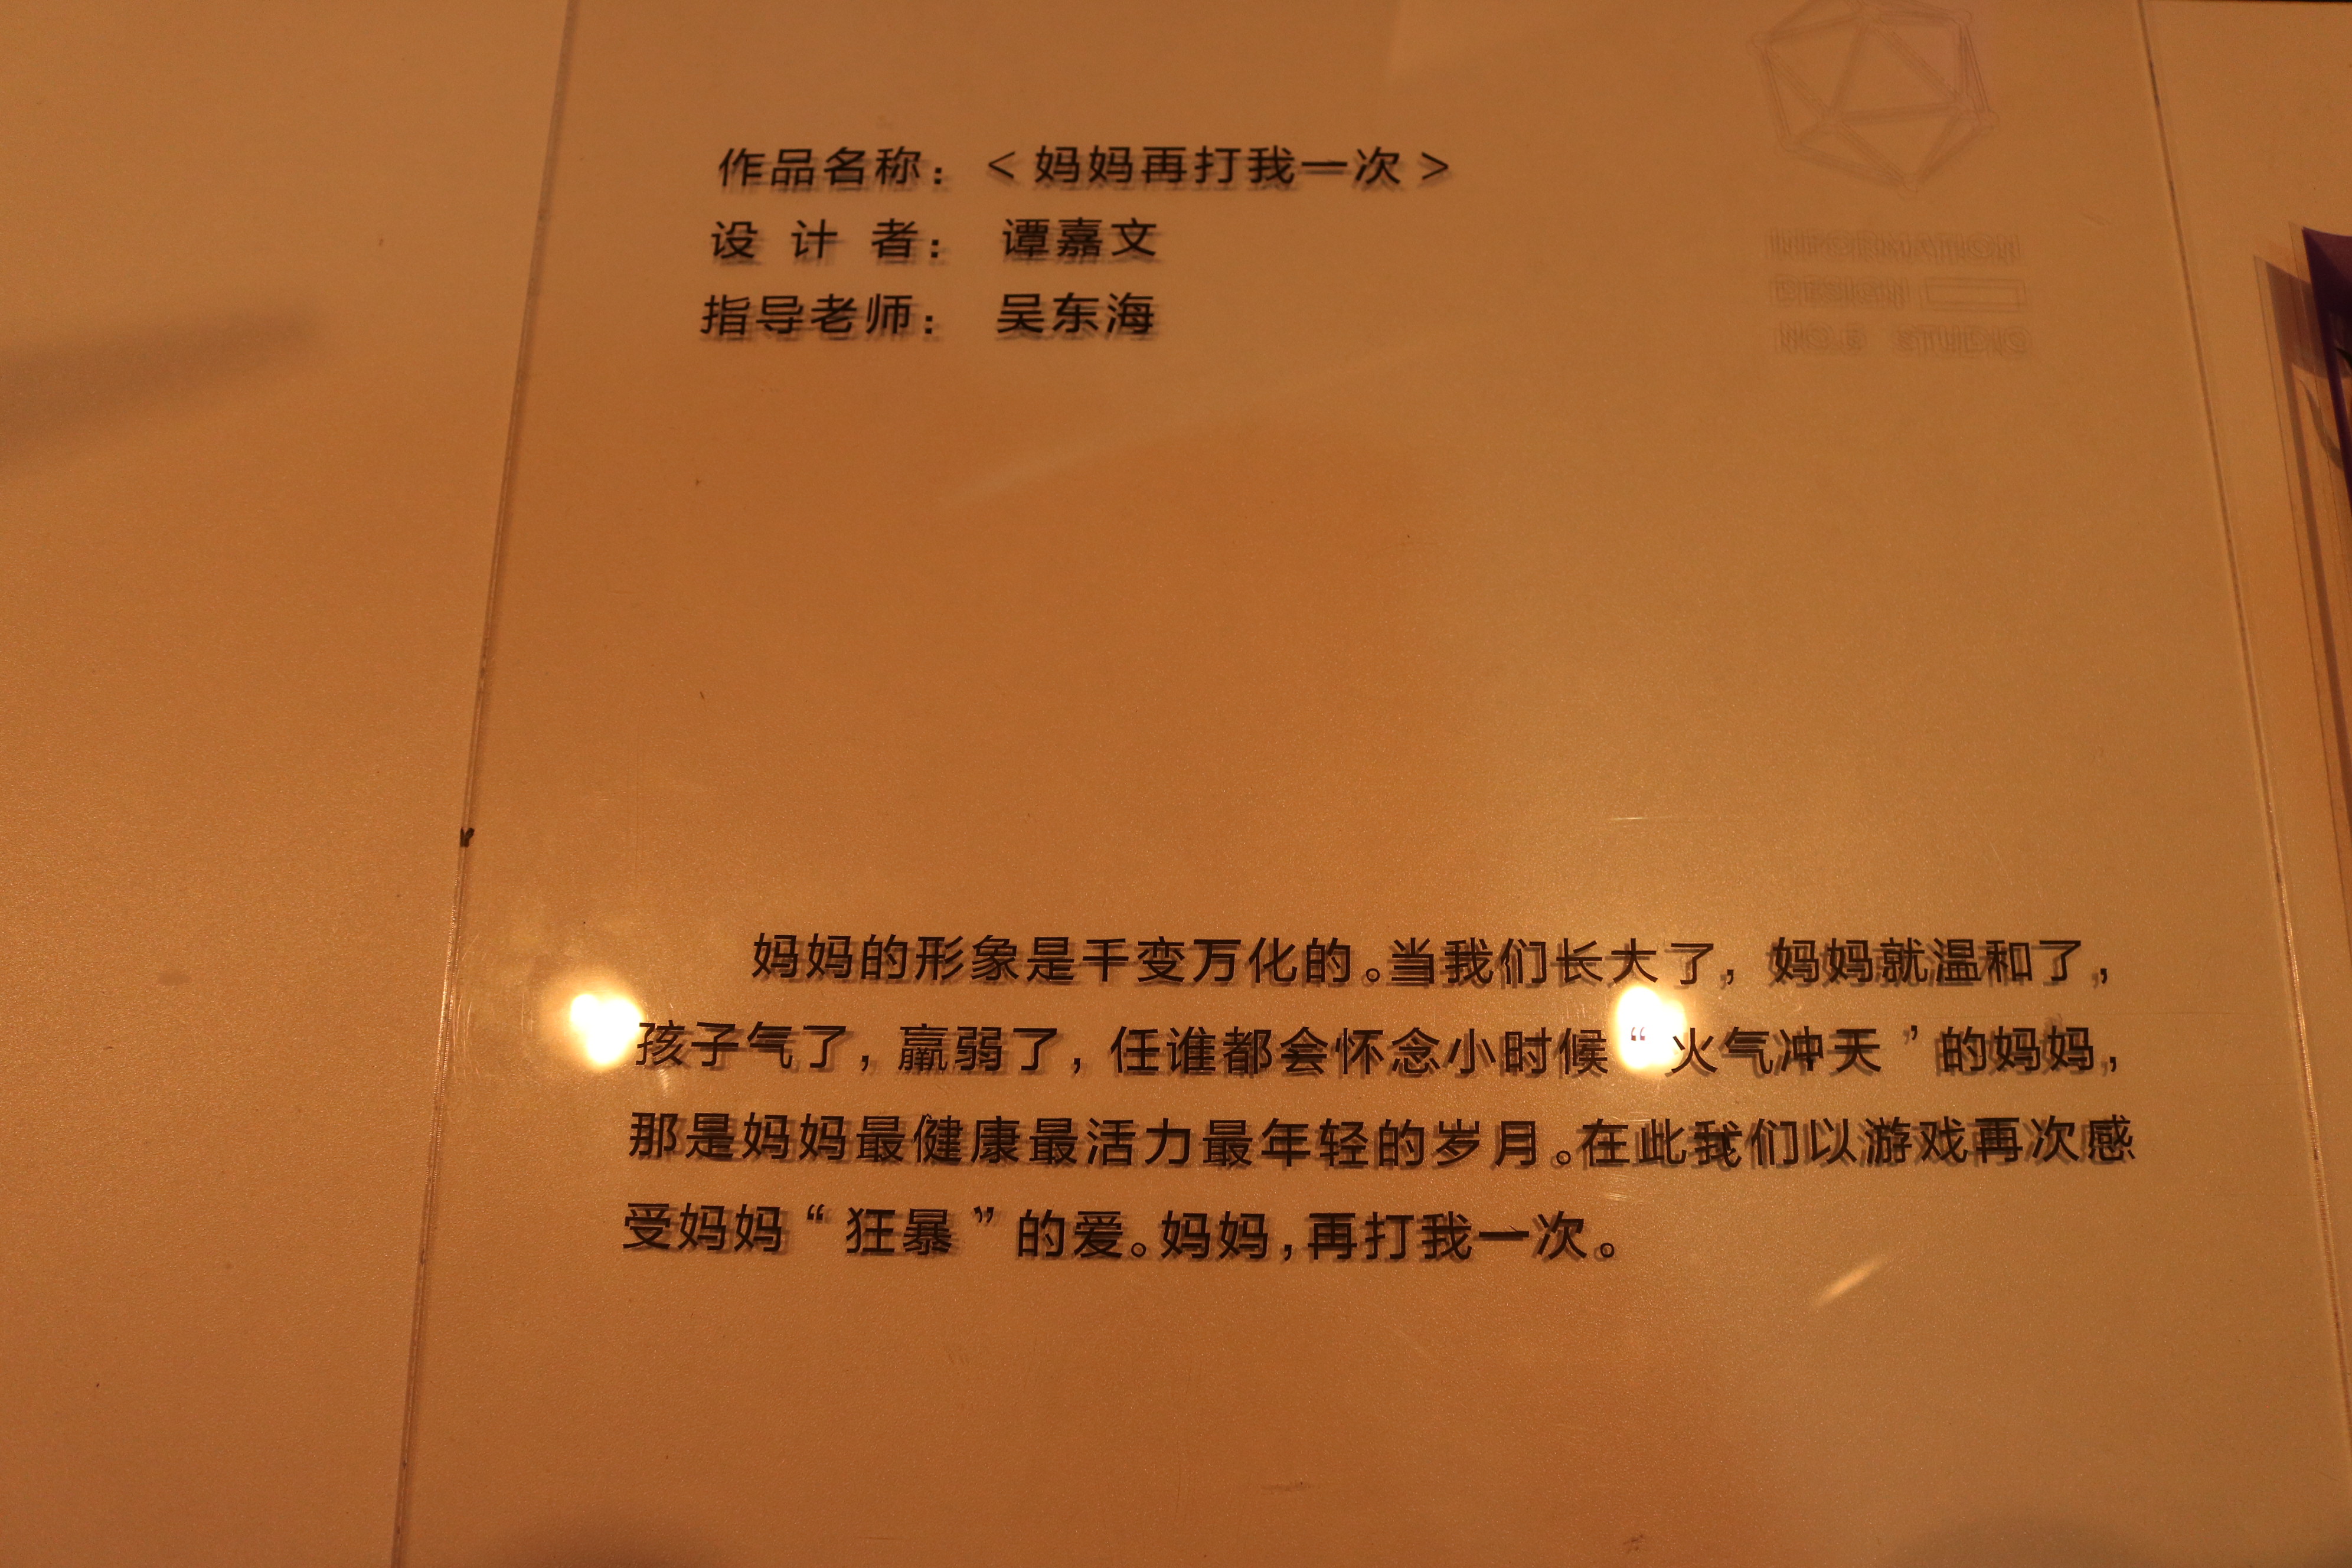 作品名称： <妈妈再打我一次>
设 计 者： 谭嘉文
指导老师： 吴东海
妈妈的形象是千变万化的。当我们长大了，妈妈就温和了，
孩子气了，羸弱了，任谁都会怀念小时候“火气冲天’的妈妈，
那是妈妈最健康最活力最年轻的岁月。在此我们以游戏再次感
受妈妈“狂暴”的爱。妈妈，再打我一次。